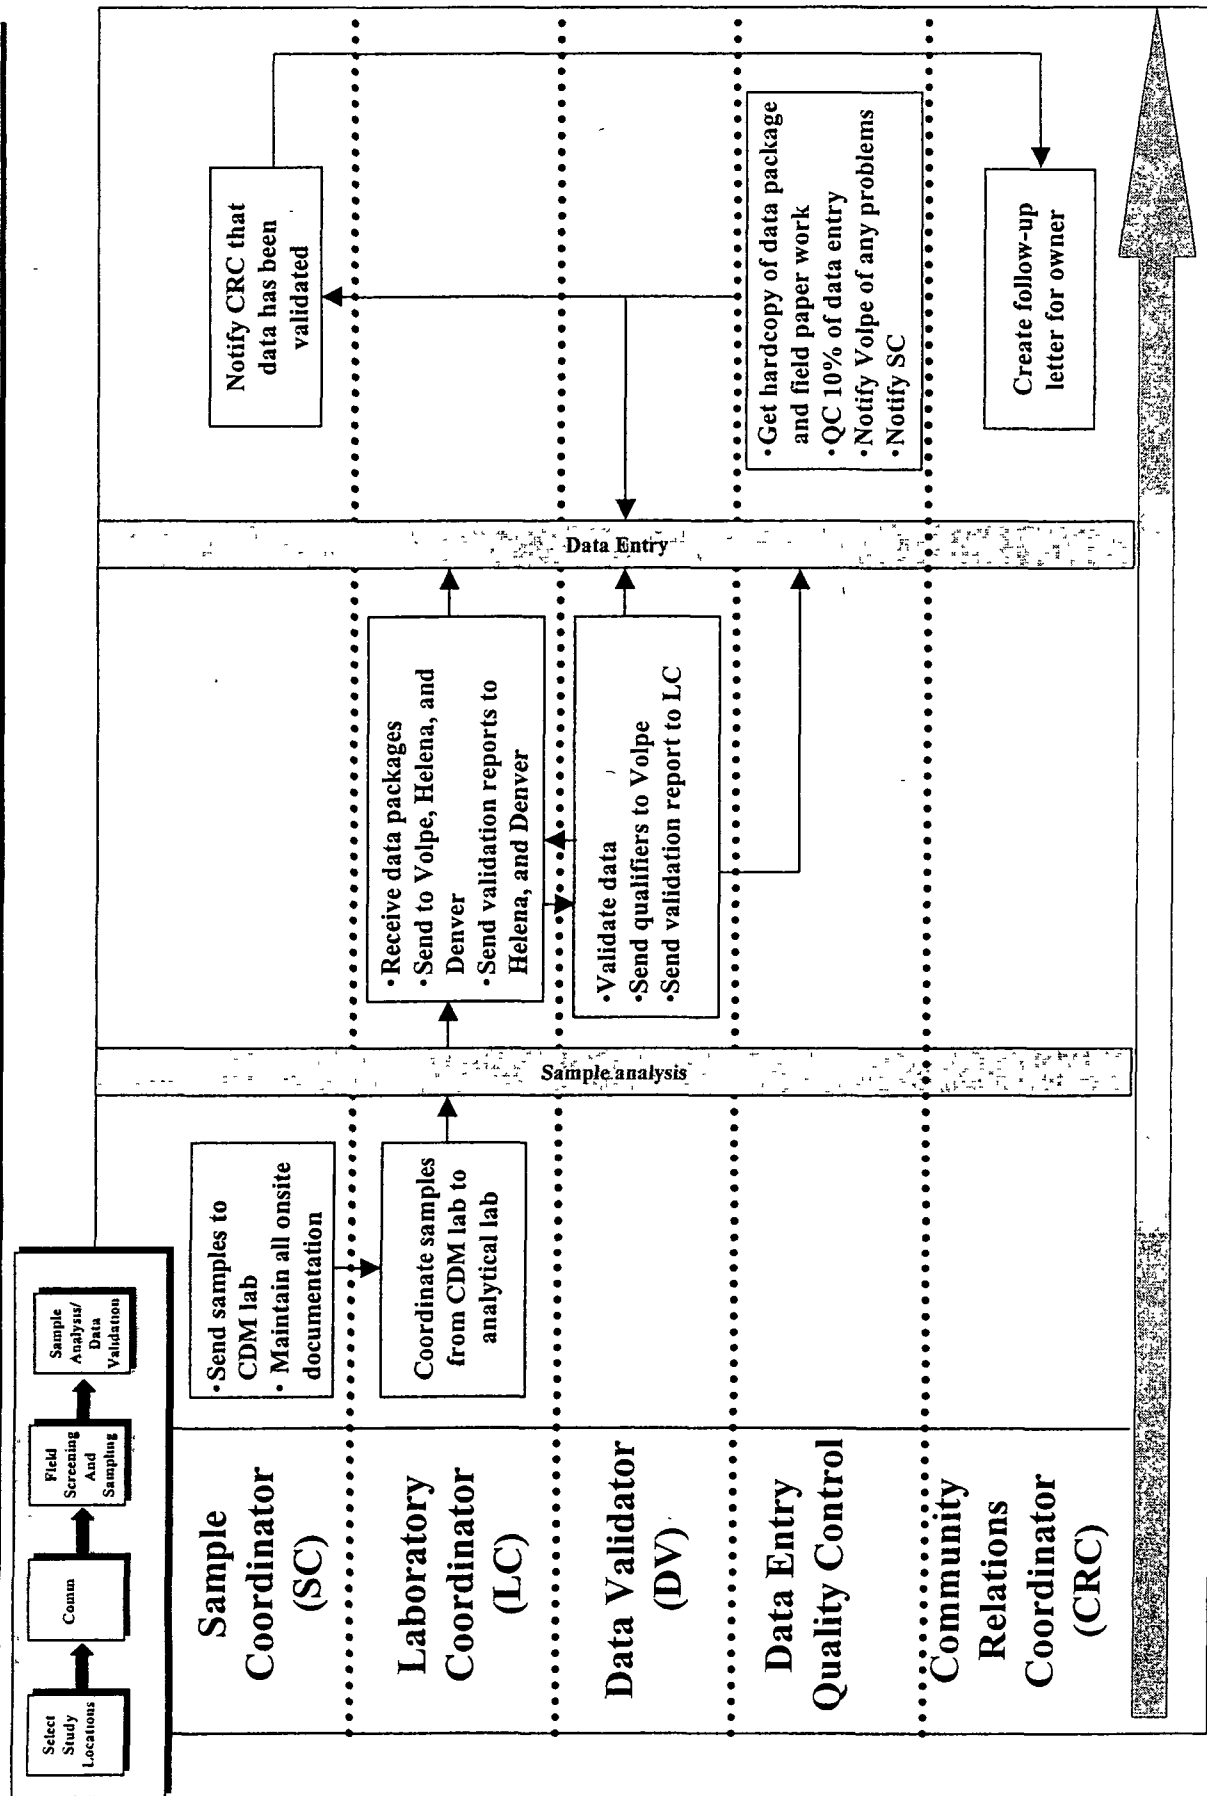 Select
Study
Locations
Comm
Field
Screening
And
Sampling
Sample
Analysis/
Data
Validation
Sample
Coordinator
(SC)
•Send samples to
CDM lab
• Maintain all onsite
documentation
Notify CRC that
data has been
validated
Laboratory
Coordinator
(LC)
Coordinate samples
from CDM lab to
analytical lab
•Receive data packages
•Send to Volpe, Helena, and
Denver
•Send validation reports to
Helena, and Denver
Data Validator
(DV)
Sample analysis
•Validate data
•Send qualifiers to Volpe
•Send validation report to LC
Data Entry
Data Entry
Quality Control
•Get hardcopy of data package
and field paper work
•QC 10% of data entry
•Notify Volpe of any problems
•Notify SC
Community
Relations
Coordinator
(CRC)
Create follow-up
letter for owner